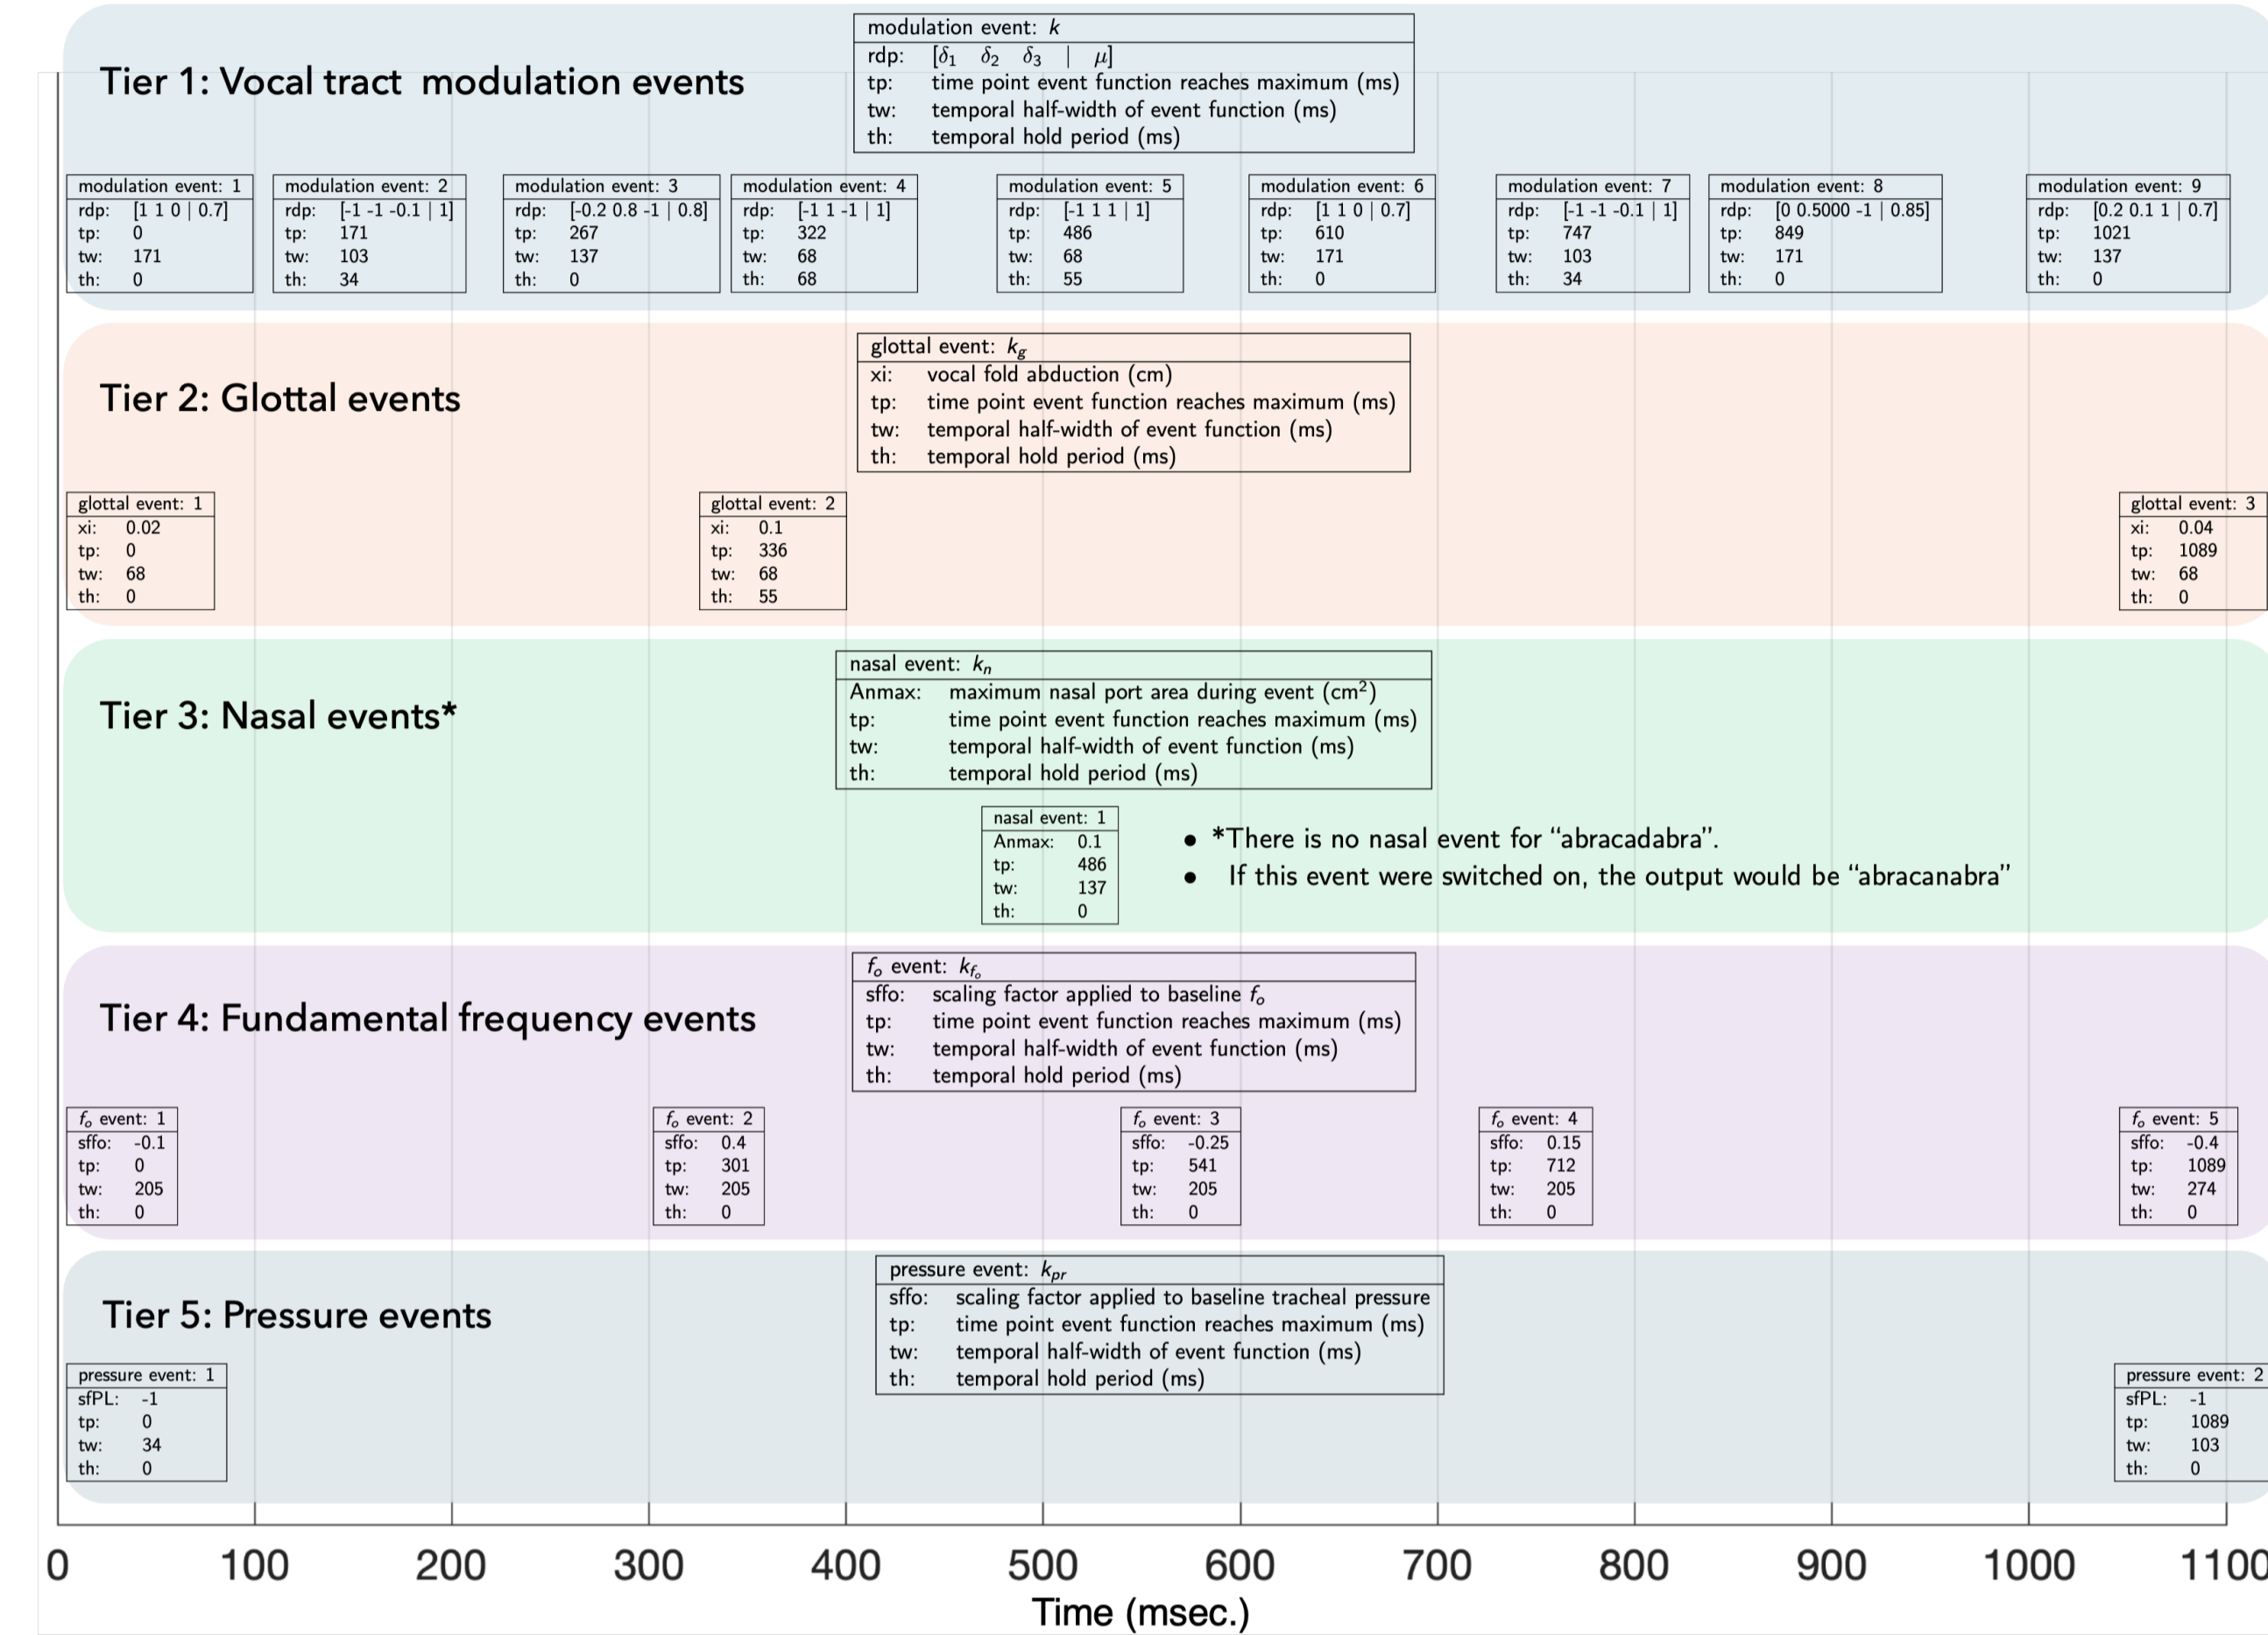 Tier 1: Vocal tract modulation events
modulation event: k
rdp: [δ1 δ2 δ3 | μ]
tp: time point event function reaches maximum (ms)
tw: temporal half-width of event function (ms)
th: temporal hold period (ms)
modulation event: 1
rdp: [1 1 0 | 0.7]
tp: 0
tw: 171
th: 0
modulation event: 2
rdp: [-1 -1 -0.1 | 1]
tp: 171
tw: 103
th: 34
modulation event: 3
rdp: [-0.2 0.8 -1 | 0.8]
tp: 267
tw: 137
th: 0
modulation event: 4
rdp: [-1 1 -1 | 1]
tp: 322
tw: 68
th: 68
modulation event: 5
rdp: [-1 1 1 | 1]
tp: 486
tw: 68
th: 55
modulation event: 6
rdp: [1 1 0 | 0.7]
tp: 610
tw: 171
th: 0
modulation event: 7
rdp: [-1 -1 -0.1 | 1]
tp: 747
tw: 103
th: 34
modulation event: 8
rdp: [0 0.5000 -1 | 0.85]
tp: 849
tw: 171
th: 0
modulation event: 9
rdp: [0.2 0.1 1 | 0.7]
tp: 1021
tw: 137
th: 0
Tier 2: Glottal events
glottal event: kg
xi: vocal fold abduction (cm)
tp: time point event function reaches maximum (ms)
tw: temporal half-width of event function (ms)
th: temporal hold period (ms)
glottal event: 1
xi: 0.02
tp: 0
tw: 68
th: 0
glottal event: 2
xi: 0.1
tp: 336
tw: 68
th: 55
glottal event: 3
xi: 0.04
tp: 1089
tw: 68
th: 0
Tier 3: Nasal events*
nasal event: kn
Anmax: maximum nasal port area during event (cm²)
tp: time point event function reaches maximum (ms)
tw: temporal half-width of event function (ms)
th: temporal hold period (ms)
nasal event: 1
Anmax: 0.1
tp: 486
tw: 137
th: 0
• *There is no nasal event for “abracadabra”.
• If this event were switched on, the output would be “abracanabra”
Tier 4: Fundamental frequency events
fo event: kfo
sffo: scaling factor applied to baseline fo
tp: time point event function reaches maximum (ms)
tw: temporal half-width of event function (ms)
th: temporal hold period (ms)
fo event: 1
sffo: -0.1
tp: 0
tw: 205
th: 0
fo event: 2
sffo: 0.4
tp: 301
tw: 205
th: 0
fo event: 3
sffo: -0.25
tp: 541
tw: 205
th: 0
fo event: 4
sffo: 0.15
tp: 712
tw: 205
th: 0
fo event: 5
sffo: -0.4
tp: 1089
tw: 274
th: 0
Tier 5: Pressure events
pressure event: kpr
sffo: scaling factor applied to baseline tracheal pressure
tp: time point event function reaches maximum (ms)
tw: temporal half-width of event function (ms)
th: temporal hold period (ms)
pressure event: 1
sfPL: -1
tp: 0
tw: 34
th: 0
pressure event: 2
sfPL: -1
tp: 1089
tw: 103
th: 0
0 100 200 300 400 500 600 700 800 900 1000 1100
Time (msec.)